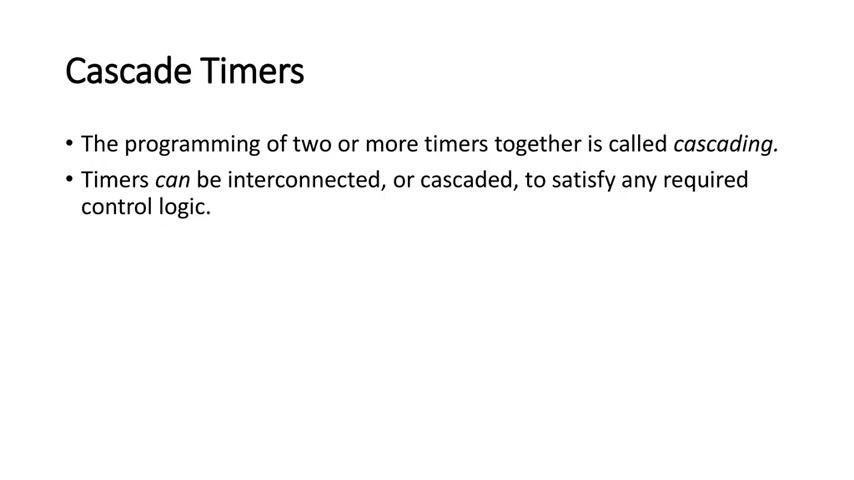 Cascade Timers
• The programming of two or more timers together is called cascading.
• Timers can be interconnected, or cascaded, to satisfy any required
control logic.